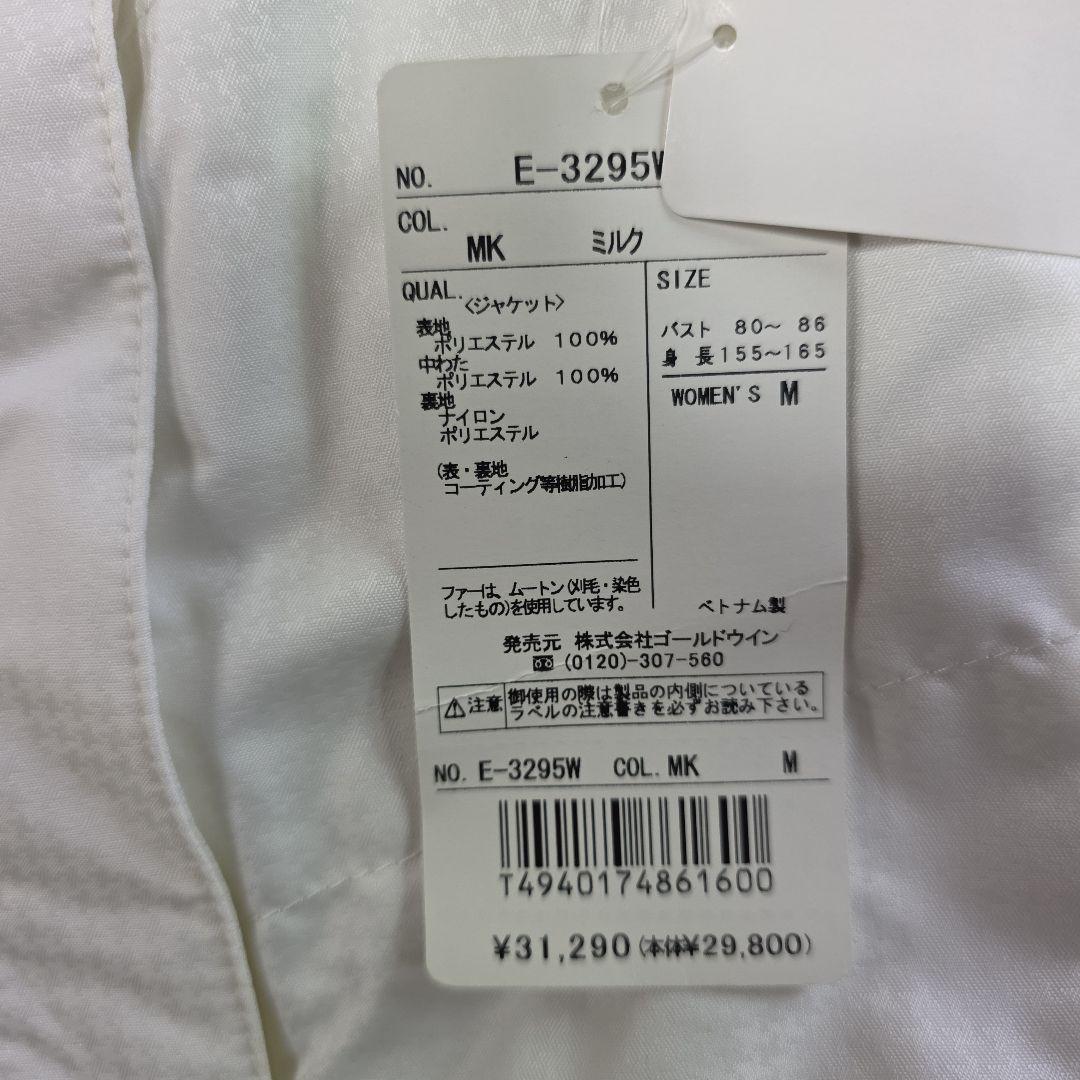 NO. E-3295W
COL. MK ミルク
QUAL. 〈ジャケット〉
表地
ポリエステル 100%
中わた
ポリエステル 100%
裏地
ナイロン
ポリエステル
(表・裏地
コーティング等樹脂加工)
ファーは、ムートン(刈毛・染色
したもの)を使用しています。
SIZE
バスト 80～ 86
身 長155～165
WOMEN'S M
ベトナム製
発売元 株式会社ゴールドウイン
(0120)-307-560
注意 御使用の際は製品の内側についている
ラベルの注意書きを必ずお読み下さい。
NO. E-3295W COL. MK M
T4940174861600
¥31,290(本体¥29,800)